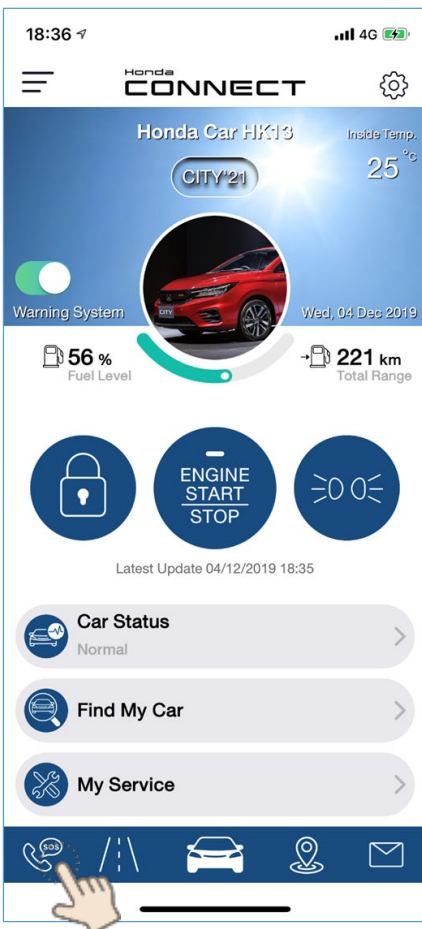 18:36
4G
Honda
CONNECT
Honda Car HK13
Inside Temp.
CITY'21
25 °C
CITY
Warning System
Wed, 04 Dec 2019
56 %
Fuel Level
221 km
Total Range
ENGINE
START
STOP
Latest Update 04/12/2019 18:35
Car Status
Normal
Find My Car
My Service
SOS